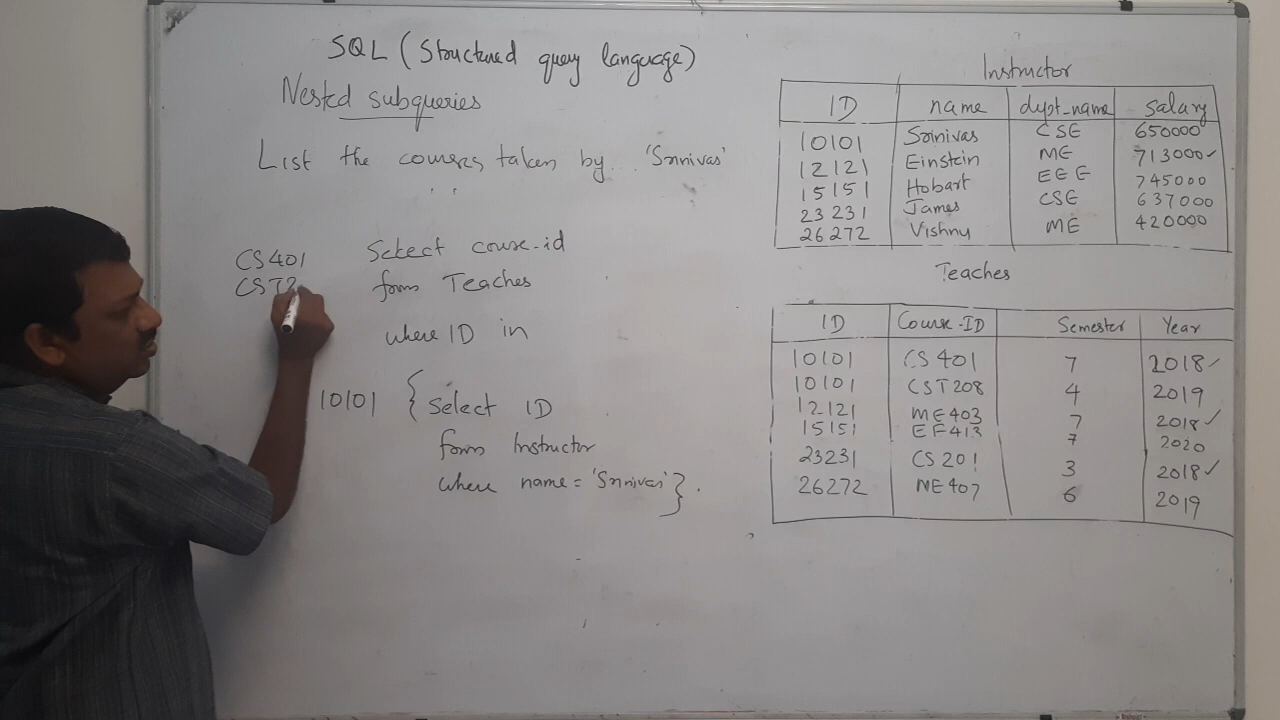 SQL (Structured query language)
Nested subqueries
List the courses taken by 'Srinivas'
CS401
CST2
Select course-id
from Teaches
where ID in
10101 { Select ID
from Instructor
where name = 'Srinivas' }.
Instructor
ID name dept_name salary
10101 Srinivas CSE 650000
12121 Einstein ME 713000 ✓
15151 Hobart EEE 745000
23231 James CSE 637000
26272 Vishnu ME 420000
Teaches
ID Course-ID Semester Year
10101 CS401 7 2018 ✓
10101 CST208 4 2019
12121 ME403 7 2018 ✓
15151 EF413 7 2020
23231 CS201 3 2018 ✓
26272 ME407 6 2019